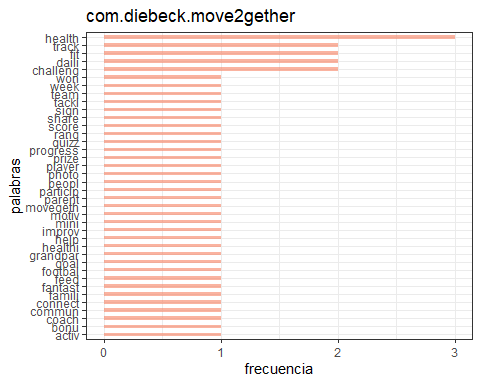 com.diebeck.move2gether
health
track
fit
daili
challeng
won
week
team
tackl
sign
share
score
rang
quizz
progress
prize
player
photo
peopl
particip
parent
movegeth
motiv
mini
improv
help
healthi
grandpar
goal
footbal
feed
fantast
famili
connect
commun
coach
bonu
activ
palabras
0 1 2 3
frecuencia